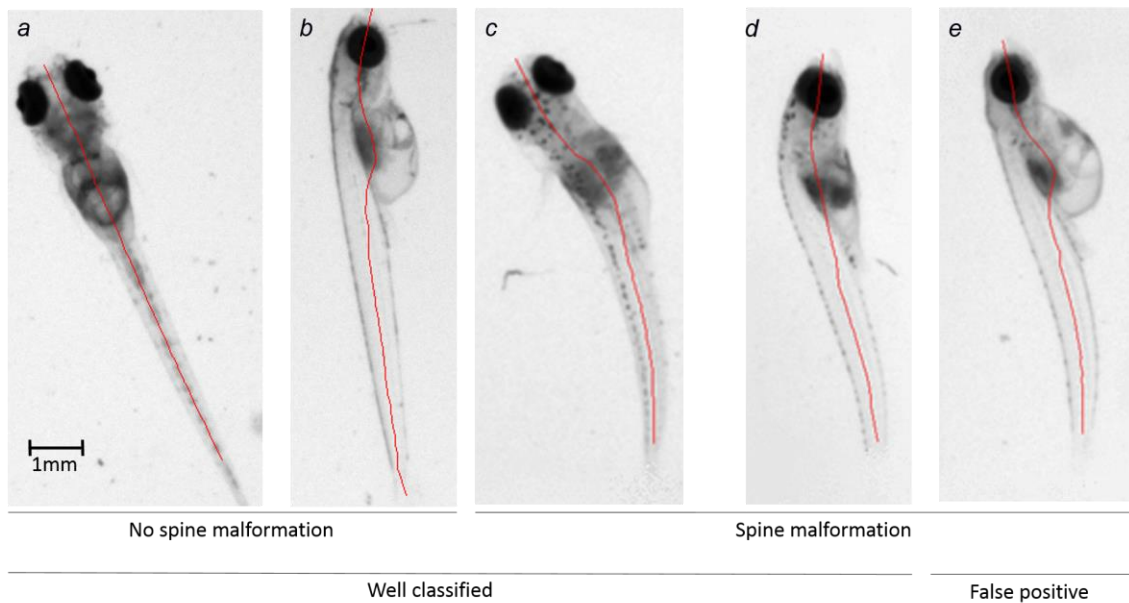 a b c d e
1mm
No spine malformation Spine malformation
Well classified False positive